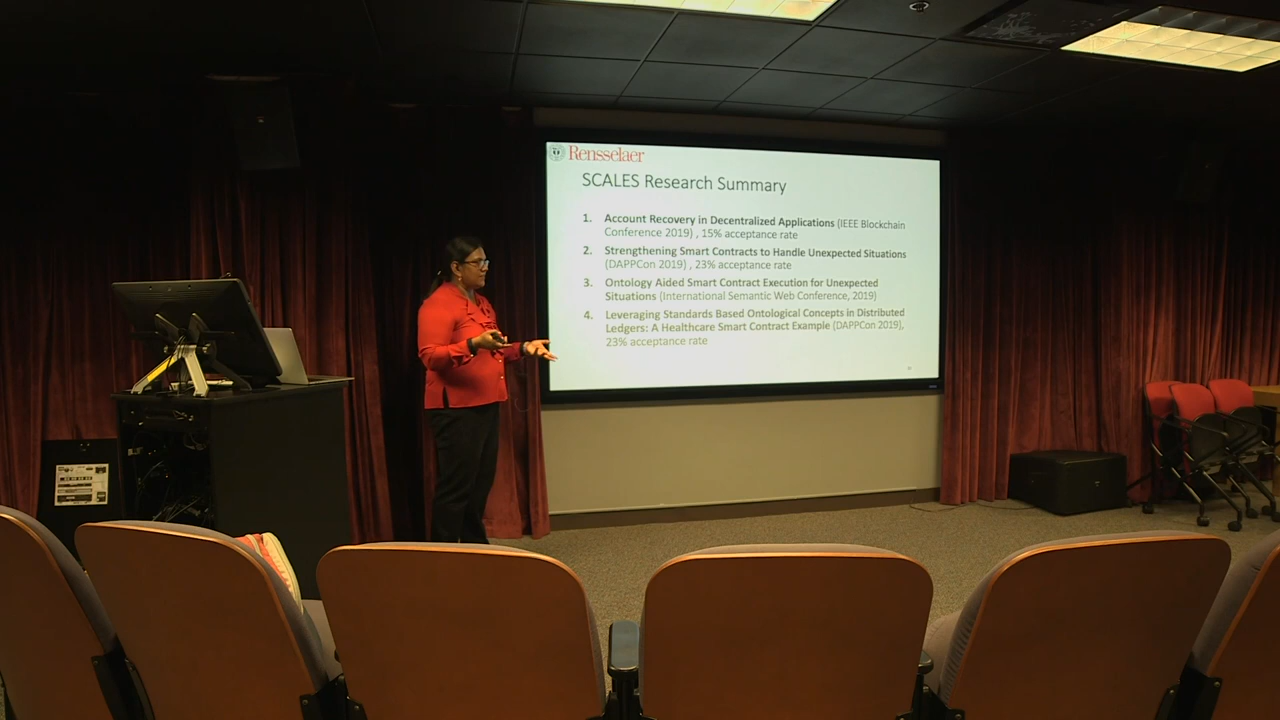 Rensselaer
SCALES Research Summary
1. Account Recovery in Decentralized Applications (IEEE Blockchain
Conference 2019) , 15% acceptance rate
2. Strengthening Smart Contracts to Handle Unexpected Situations
(DAPPCon 2019) , 23% acceptance rate
3. Ontology Aided Smart Contract Execution for Unexpected
Situations (International Semantic Web Conference, 2019)
4. Leveraging Standards Based Ontological Concepts in Distributed
Ledgers: A Healthcare Smart Contract Example (DAPPCon 2019),
23% acceptance rate